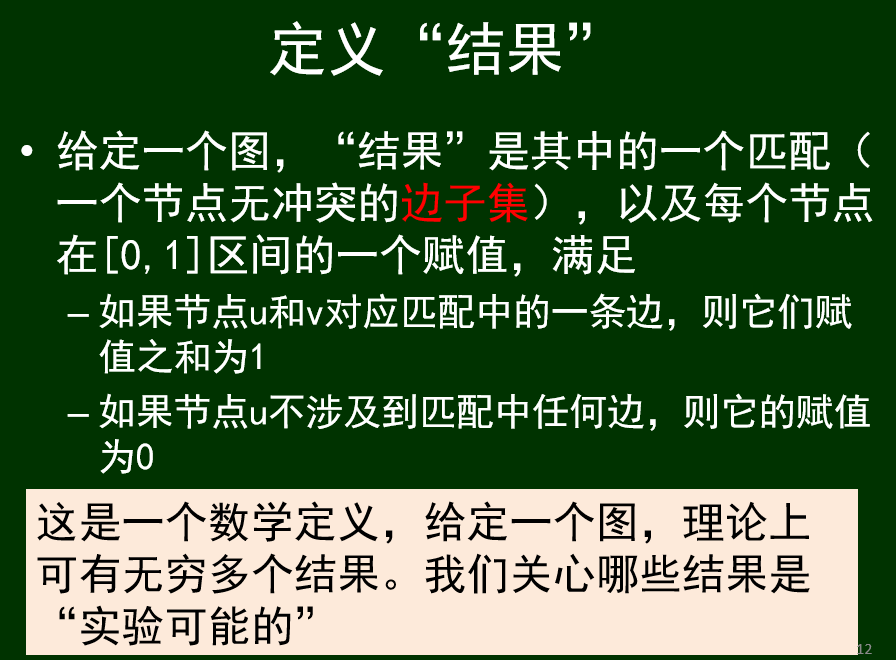 定义“结果”
• 给定一个图，“结果”是其中的一个匹配（
一个节点无冲突的边子集），以及每个节点
在[0,1]区间的一个赋值，满足
– 如果节点u和v对应匹配中的一条边，则它们赋
值之和为1
– 如果节点u不涉及到匹配中任何边，则它的赋值
为0
这是一个数学定义，给定一个图，理论上
可有无穷多个结果。我们关心哪些结果是
“实验可能的”
12